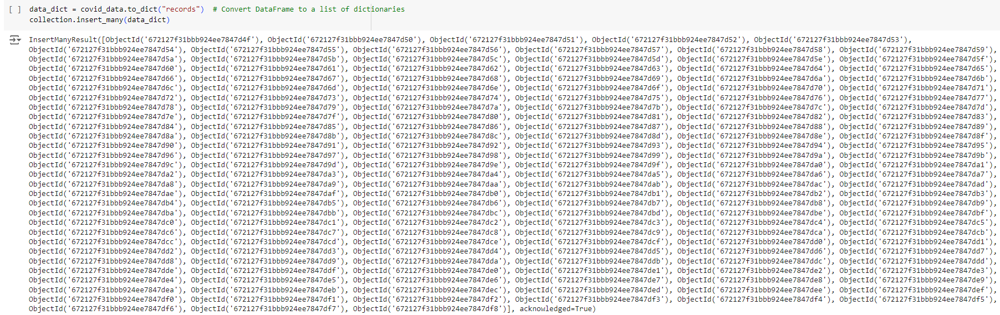 [ ] data_dict = covid_data.to_dict("records")  # Convert DataFrame to a list of dictionaries
collection.insert_many(data_dict)
InsertManyResult([ObjectId('672127f31bbb924ee7847d4f'), ObjectId('672127f31bbb924ee7847d50'), ObjectId('672127f31bbb924ee7847d51'), ObjectId('672127f31bbb924ee7847d52'), ObjectId('672127f31bbb924ee7847d53'),
ObjectId('672127f31bbb924ee7847d54'), ObjectId('672127f31bbb924ee7847d55'), ObjectId('672127f31bbb924ee7847d56'), ObjectId('672127f31bbb924ee7847d57'), ObjectId('672127f31bbb924ee7847d58'), ObjectId('672127f31bbb924ee7847d59'),
ObjectId('672127f31bbb924ee7847d5a'), ObjectId('672127f31bbb924ee7847d5b'), ObjectId('672127f31bbb924ee7847d5c'), ObjectId('672127f31bbb924ee7847d5d'), ObjectId('672127f31bbb924ee7847d5e'), ObjectId('672127f31bbb924ee7847d5f'),
ObjectId('672127f31bbb924ee7847d60'), ObjectId('672127f31bbb924ee7847d61'), ObjectId('672127f31bbb924ee7847d62'), ObjectId('672127f31bbb924ee7847d63'), ObjectId('672127f31bbb924ee7847d64'), ObjectId('672127f31bbb924ee7847d65'),
ObjectId('672127f31bbb924ee7847d66'), ObjectId('672127f31bbb924ee7847d67'), ObjectId('672127f31bbb924ee7847d68'), ObjectId('672127f31bbb924ee7847d69'), ObjectId('672127f31bbb924ee7847d6a'), ObjectId('672127f31bbb924ee7847d6b'),
ObjectId('672127f31bbb924ee7847d6c'), ObjectId('672127f31bbb924ee7847d6d'), ObjectId('672127f31bbb924ee7847d6e'), ObjectId('672127f31bbb924ee7847d6f'), ObjectId('672127f31bbb924ee7847d70'), ObjectId('672127f31bbb924ee7847d71'),
ObjectId('672127f31bbb924ee7847d72'), ObjectId('672127f31bbb924ee7847d73'), ObjectId('672127f31bbb924ee7847d74'), ObjectId('672127f31bbb924ee7847d75'), ObjectId('672127f31bbb924ee7847d76'), ObjectId('672127f31bbb924ee7847d77'),
ObjectId('672127f31bbb924ee7847d78'), ObjectId('672127f31bbb924ee7847d79'), ObjectId('672127f31bbb924ee7847d7a'), ObjectId('672127f31bbb924ee7847d7b'), ObjectId('672127f31bbb924ee7847d7c'), ObjectId('672127f31bbb924ee7847d7d'),
ObjectId('672127f31bbb924ee7847d7e'), ObjectId('672127f31bbb924ee7847d7f'), ObjectId('672127f31bbb924ee7847d80'), ObjectId('672127f31bbb924ee7847d81'), ObjectId('672127f31bbb924ee7847d82'), ObjectId('672127f31bbb924ee7847d83'),
ObjectId('672127f31bbb924ee7847d84'), ObjectId('672127f31bbb924ee7847d85'), ObjectId('672127f31bbb924ee7847d86'), ObjectId('672127f31bbb924ee7847d87'), ObjectId('672127f31bbb924ee7847d88'), ObjectId('672127f31bbb924ee7847d89'),
ObjectId('672127f31bbb924ee7847d8a'), ObjectId('672127f31bbb924ee7847d8b'), ObjectId('672127f31bbb924ee7847d8c'), ObjectId('672127f31bbb924ee7847d8d'), ObjectId('672127f31bbb924ee7847d8e'), ObjectId('672127f31bbb924ee7847d8f'),
ObjectId('672127f31bbb924ee7847d90'), ObjectId('672127f31bbb924ee7847d91'), ObjectId('672127f31bbb924ee7847d92'), ObjectId('672127f31bbb924ee7847d93'), ObjectId('672127f31bbb924ee7847d94'), ObjectId('672127f31bbb924ee7847d95'),
ObjectId('672127f31bbb924ee7847d96'), ObjectId('672127f31bbb924ee7847d97'), ObjectId('672127f31bbb924ee7847d98'), ObjectId('672127f31bbb924ee7847d99'), ObjectId('672127f31bbb924ee7847d9a'), ObjectId('672127f31bbb924ee7847d9b'),
ObjectId('672127f31bbb924ee7847d9c'), ObjectId('672127f31bbb924ee7847d9d'), ObjectId('672127f31bbb924ee7847d9e'), ObjectId('672127f31bbb924ee7847d9f'), ObjectId('672127f31bbb924ee7847da0'), ObjectId('672127f31bbb924ee7847da1'),
ObjectId('672127f31bbb924ee7847da2'), ObjectId('672127f31bbb924ee7847da3'), ObjectId('672127f31bbb924ee7847da4'), ObjectId('672127f31bbb924ee7847da5'), ObjectId('672127f31bbb924ee7847da6'), ObjectId('672127f31bbb924ee7847da7'),
ObjectId('672127f31bbb924ee7847da8'), ObjectId('672127f31bbb924ee7847da9'), ObjectId('672127f31bbb924ee7847daa'), ObjectId('672127f31bbb924ee7847dab'), ObjectId('672127f31bbb924ee7847dac'), ObjectId('672127f31bbb924ee7847dad'),
ObjectId('672127f31bbb924ee7847dae'), ObjectId('672127f31bbb924ee7847daf'), ObjectId('672127f31bbb924ee7847db0'), ObjectId('672127f31bbb924ee7847db1'), ObjectId('672127f31bbb924ee7847db2'), ObjectId('672127f31bbb924ee7847db3'),
ObjectId('672127f31bbb924ee7847db4'), ObjectId('672127f31bbb924ee7847db5'), ObjectId('672127f31bbb924ee7847db6'), ObjectId('672127f31bbb924ee7847db7'), ObjectId('672127f31bbb924ee7847db8'), ObjectId('672127f31bbb924ee7847db9'),
ObjectId('672127f31bbb924ee7847dba'), ObjectId('672127f31bbb924ee7847dbb'), ObjectId('672127f31bbb924ee7847dbc'), ObjectId('672127f31bbb924ee7847dbd'), ObjectId('672127f31bbb924ee7847dbe'), ObjectId('672127f31bbb924ee7847dbf'),
ObjectId('672127f31bbb924ee7847dc0'), ObjectId('672127f31bbb924ee7847dc1'), ObjectId('672127f31bbb924ee7847dc2'), ObjectId('672127f31bbb924ee7847dc3'), ObjectId('672127f31bbb924ee7847dc4'), ObjectId('672127f31bbb924ee7847dc5'),
ObjectId('672127f31bbb924ee7847dc6'), ObjectId('672127f31bbb924ee7847dc7'), ObjectId('672127f31bbb924ee7847dc8'), ObjectId('672127f31bbb924ee7847dc9'), ObjectId('672127f31bbb924ee7847dca'), ObjectId('672127f31bbb924ee7847dcb'),
ObjectId('672127f31bbb924ee7847dcc'), ObjectId('672127f31bbb924ee7847dcd'), ObjectId('672127f31bbb924ee7847dce'), ObjectId('672127f31bbb924ee7847dcf'), ObjectId('672127f31bbb924ee7847dd0'), ObjectId('672127f31bbb924ee7847dd1'),
ObjectId('672127f31bbb924ee7847dd2'), ObjectId('672127f31bbb924ee7847dd3'), ObjectId('672127f31bbb924ee7847dd4'), ObjectId('672127f31bbb924ee7847dd5'), ObjectId('672127f31bbb924ee7847dd6'), ObjectId('672127f31bbb924ee7847dd7'),
ObjectId('672127f31bbb924ee7847dd8'), ObjectId('672127f31bbb924ee7847dd9'), ObjectId('672127f31bbb924ee7847dda'), ObjectId('672127f31bbb924ee7847ddb'), ObjectId('672127f31bbb924ee7847ddc'), ObjectId('672127f31bbb924ee7847ddd'),
ObjectId('672127f31bbb924ee7847dde'), ObjectId('672127f31bbb924ee7847ddf'), ObjectId('672127f31bbb924ee7847de0'), ObjectId('672127f31bbb924ee7847de1'), ObjectId('672127f31bbb924ee7847de2'), ObjectId('672127f31bbb924ee7847de3'),
ObjectId('672127f31bbb924ee7847de4'), ObjectId('672127f31bbb924ee7847de5'), ObjectId('672127f31bbb924ee7847de6'), ObjectId('672127f31bbb924ee7847de7'), ObjectId('672127f31bbb924ee7847de8'), ObjectId('672127f31bbb924ee7847de9'),
ObjectId('672127f31bbb924ee7847dea'), ObjectId('672127f31bbb924ee7847deb'), ObjectId('672127f31bbb924ee7847dec'), ObjectId('672127f31bbb924ee7847ded'), ObjectId('672127f31bbb924ee7847dee'), ObjectId('672127f31bbb924ee7847def'),
ObjectId('672127f31bbb924ee7847df0'), ObjectId('672127f31bbb924ee7847df1'), ObjectId('672127f31bbb924ee7847df2'), ObjectId('672127f31bbb924ee7847df3'), ObjectId('672127f31bbb924ee7847df4'), ObjectId('672127f31bbb924ee7847df5'),
ObjectId('672127f31bbb924ee7847df6'), ObjectId('672127f31bbb924ee7847df7'), ObjectId('672127f31bbb924ee7847df8')], acknowledged=True)